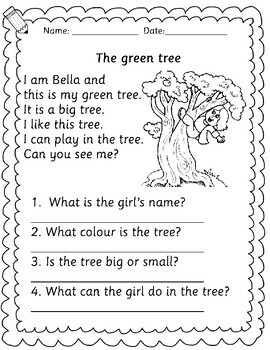 Name: ____________ Date:____________
The green tree
I am Bella and
this is my green tree.
It is a big tree.
I like this tree.
I can play in the tree.
Can you see me?
1. What is the girl's name?
2. What colour is the tree?
3. Is the tree big or small?
4. What can the girl do in the tree?